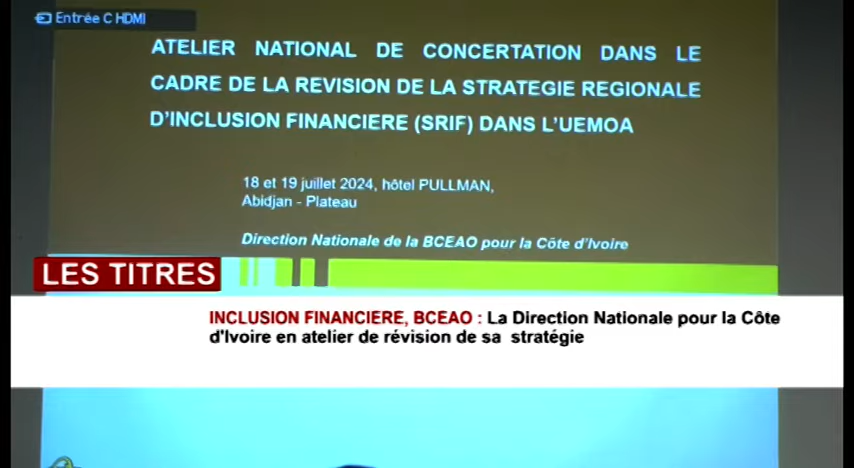 Entrée C HDMI
ATELIER NATIONAL DE CONCERTATION DANS LE
CADRE DE LA REVISION DE LA STRATEGIE REGIONALE
D'INCLUSION FINANCIERE (SRIF) DANS L'UEMOA
18 et 19 juillet 2024, hôtel PULLMAN,
Abidjan - Plateau
Direction Nationale de la BCEAO pour la Côte d'Ivoire
LES TITRES
INCLUSION FINANCIERE, BCEAO : La Direction Nationale pour la Côte
d'Ivoire en atelier de révision de sa stratégie